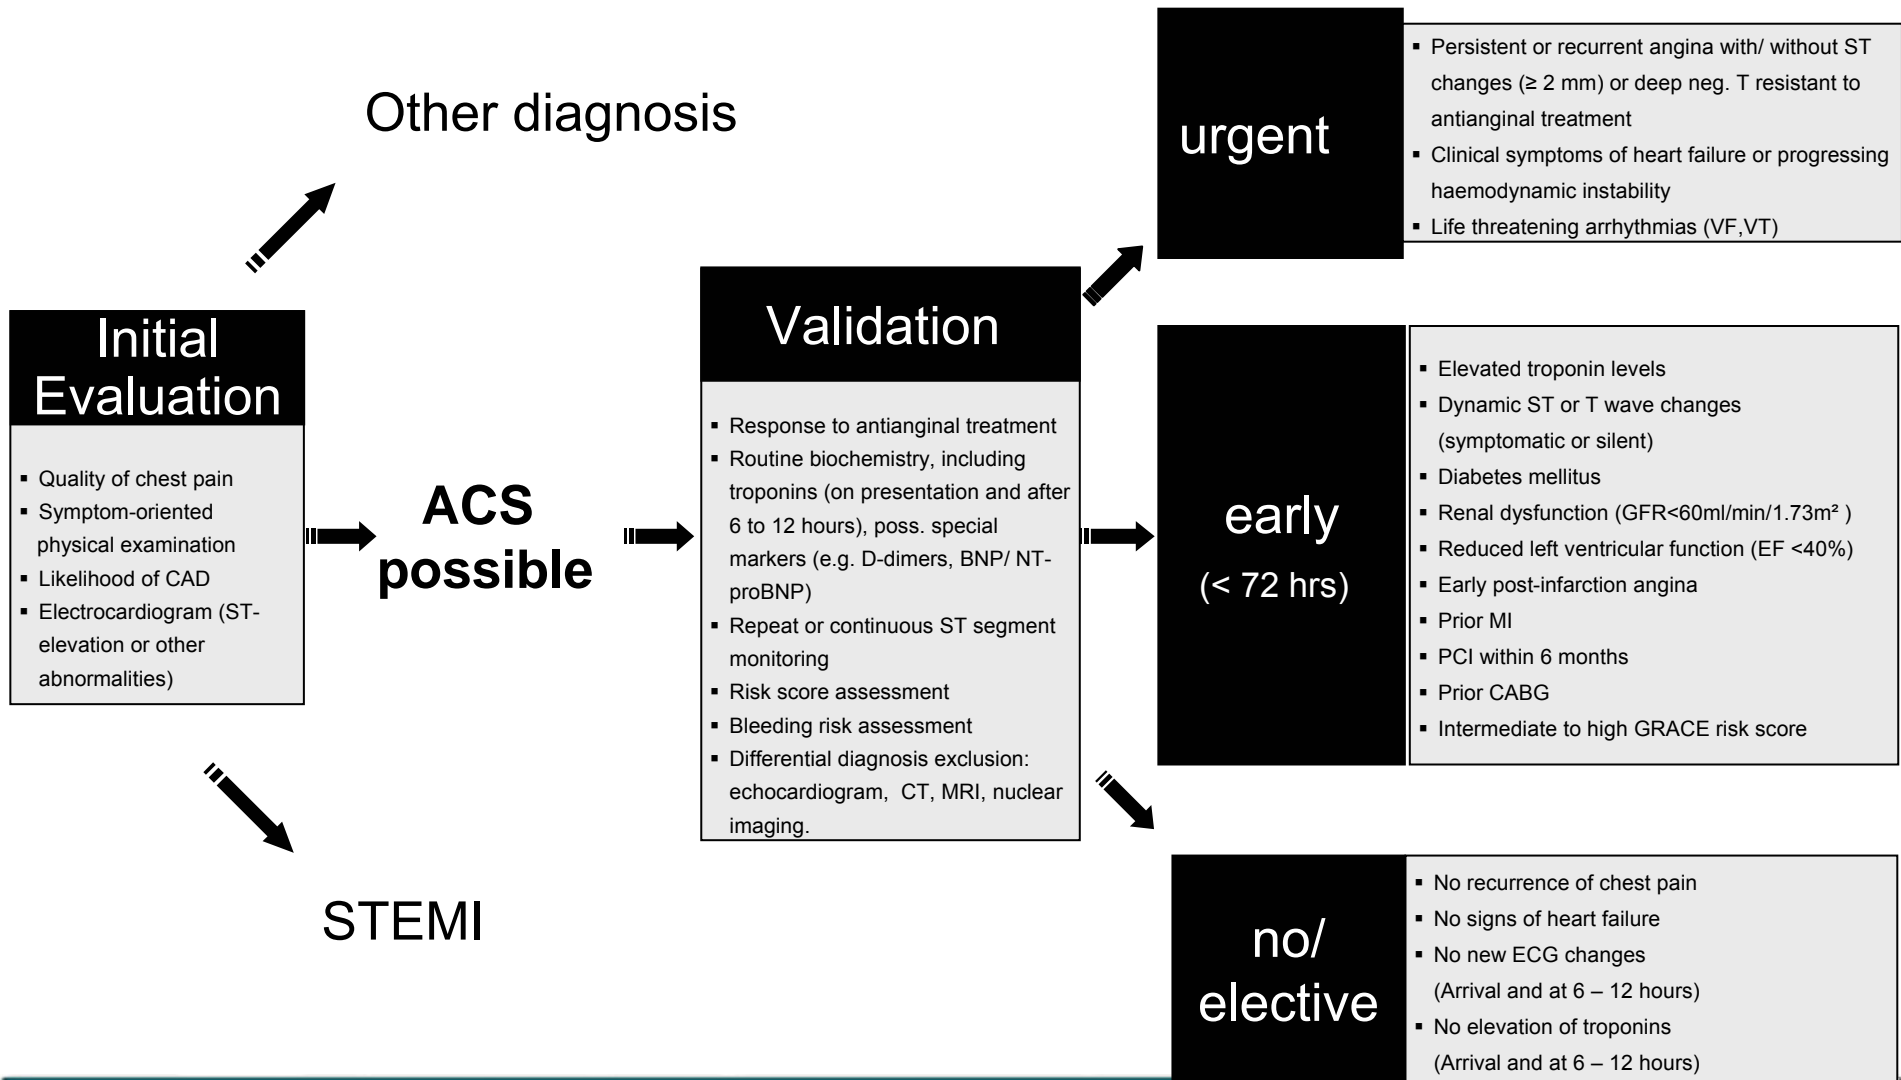 Other diagnosis
Initial
Evaluation
▪ Quality of chest pain
▪ Symptom-oriented
physical examination
▪ Likelihood of CAD
▪ Electrocardiogram (ST-
elevation or other
abnormalities)
ACS
possible
STEMI
Validation
▪ Response to antianginal treatment
▪ Routine biochemistry, including
troponins (on presentation and after
6 to 12 hours), poss. special
markers (e.g. D-dimers, BNP/ NT-
proBNP)
▪ Repeat or continuous ST segment
monitoring
▪ Risk score assessment
▪ Bleeding risk assessment
▪ Differential diagnosis exclusion:
echocardiogram, CT, MRI, nuclear
imaging.
urgent
▪ Persistent or recurrent angina with/ without ST
changes (≥ 2 mm) or deep neg. T resistant to
antianginal treatment
▪ Clinical symptoms of heart failure or progressing
haemodynamic instability
▪ Life threatening arrhythmias (VF,VT)
early
(< 72 hrs)
▪ Elevated troponin levels
▪ Dynamic ST or T wave changes
(symptomatic or silent)
▪ Diabetes mellitus
▪ Renal dysfunction (GFR<60ml/min/1.73m² )
▪ Reduced left ventricular function (EF <40%)
▪ Early post-infarction angina
▪ Prior MI
▪ PCI within 6 months
▪ Prior CABG
▪ Intermediate to high GRACE risk score
no/
elective
▪ No recurrence of chest pain
▪ No signs of heart failure
▪ No new ECG changes
(Arrival and at 6 – 12 hours)
▪ No elevation of troponins
(Arrival and at 6 – 12 hours)